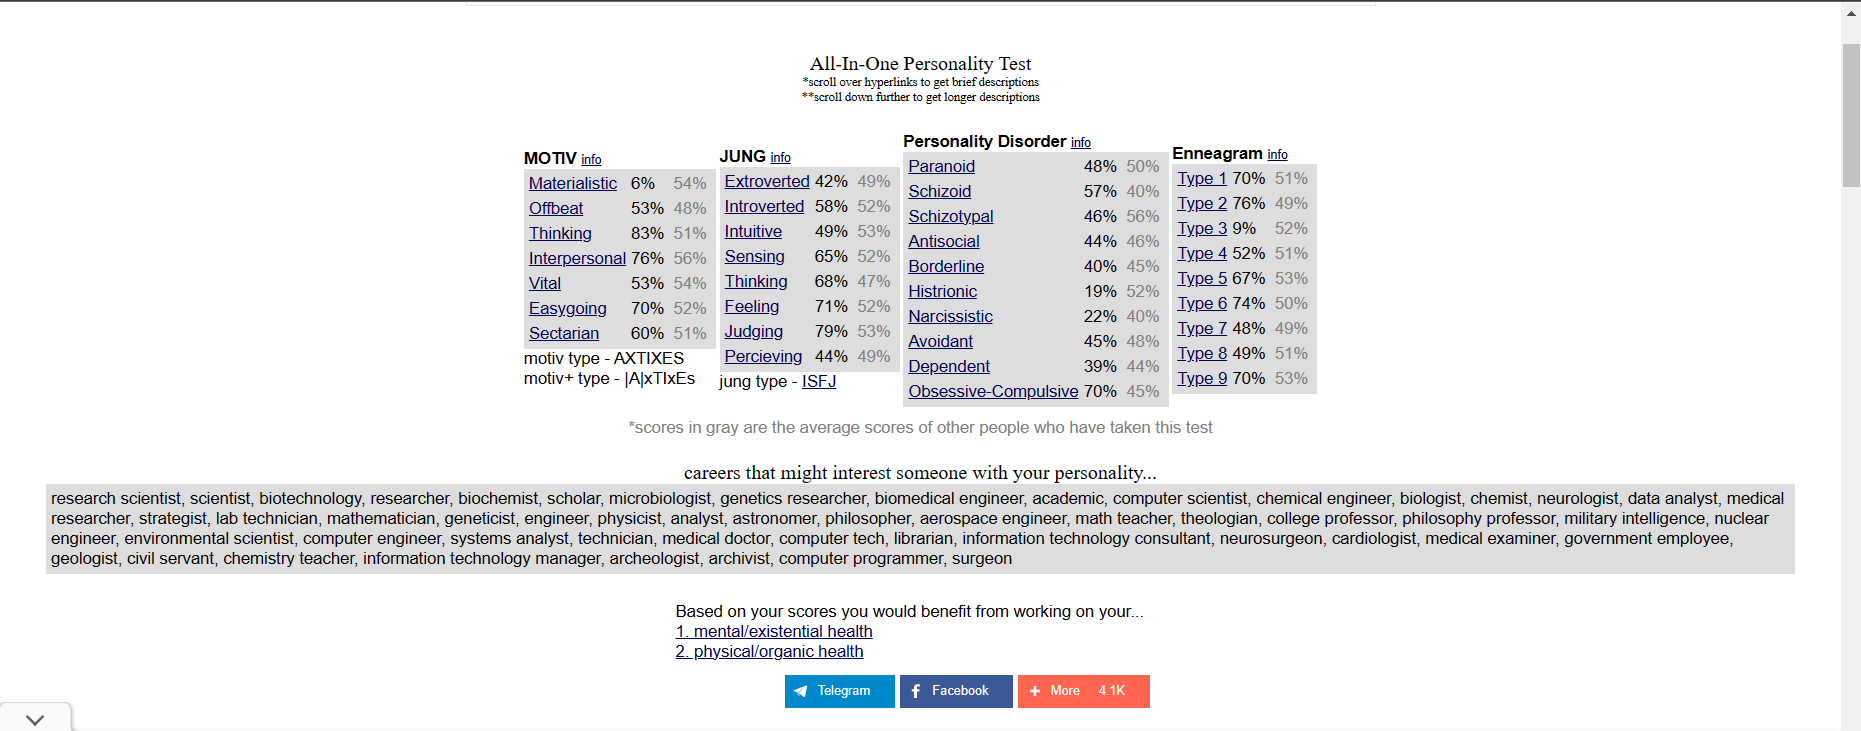 All-In-One Personality Test
*scroll over hyperlinks to get brief descriptions
**scroll down further to get longer descriptions
MOTIV info
Materialistic 6% 54%
Offbeat 53% 48%
Thinking 83% 51%
Interpersonal 76% 56%
Vital 53% 54%
Easygoing 70% 52%
Sectarian 60% 51%
motiv type - AXTIXES
motiv+ type - |A|xTIxEs
JUNG info
Extroverted 42% 49%
Introverted 58% 52%
Intuitive 49% 53%
Sensing 65% 52%
Thinking 68% 47%
Feeling 71% 52%
Judging 79% 53%
Percieving 44% 49%
jung type - ISFJ
Personality Disorder info
Paranoid 48% 50%
Schizoid 57% 40%
Schizotypal 46% 56%
Antisocial 44% 46%
Borderline 40% 45%
Histrionic 19% 52%
Narcissistic 22% 40%
Avoidant 45% 48%
Dependent 39% 44%
Obsessive-Compulsive 70% 45%
Enneagram info
Type 1 70% 51%
Type 2 76% 49%
Type 3 9% 52%
Type 4 52% 51%
Type 5 67% 53%
Type 6 74% 50%
Type 7 48% 49%
Type 8 49% 51%
Type 9 70% 53%
*scores in gray are the average scores of other people who have taken this test
careers that might interest someone with your personality...
research scientist, scientist, biotechnology, researcher, biochemist, scholar, microbiologist, genetics researcher, biomedical engineer, academic, computer scientist, chemical engineer, biologist, chemist, neurologist, data analyst, medical
researcher, strategist, lab technician, mathematician, geneticist, engineer, physicist, analyst, astronomer, philosopher, aerospace engineer, math teacher, theologian, college professor, philosophy professor, military intelligence, nuclear
engineer, environmental scientist, computer engineer, systems analyst, technician, medical doctor, computer tech, librarian, information technology consultant, neurosurgeon, cardiologist, medical examiner, government employee,
geologist, civil servant, chemistry teacher, information technology manager, archeologist, archivist, computer programmer, surgeon
Based on your scores you would benefit from working on your...
1. mental/existential health
2. physical/organic health
Telegram
Facebook
More 4.1K